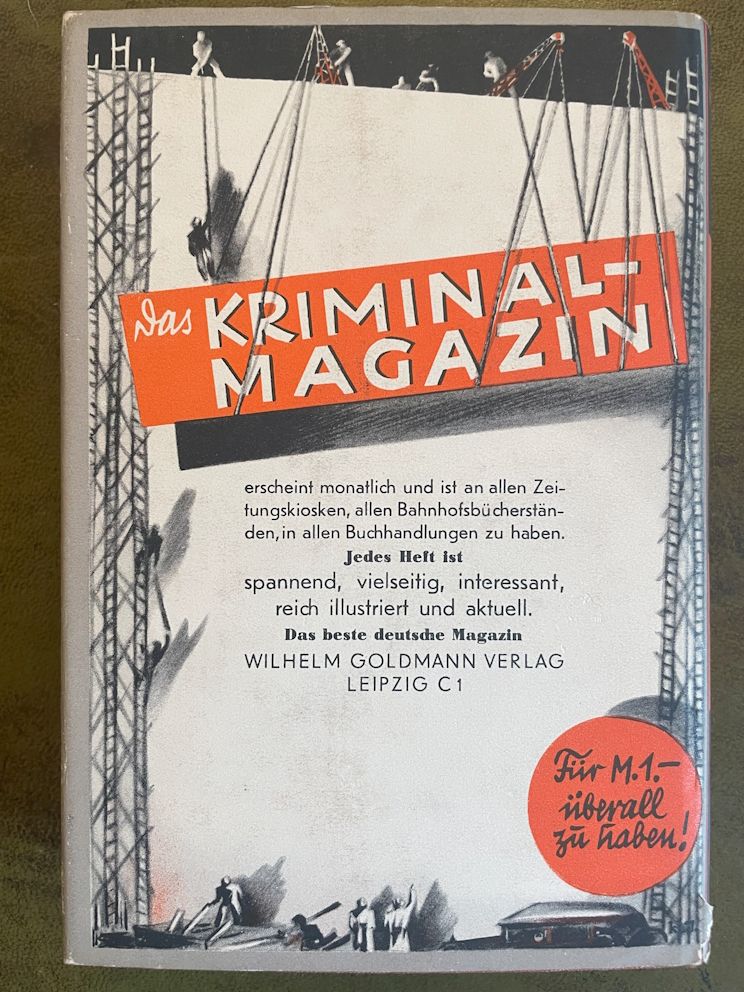 Das KRIMINAL-
MAGAZIN
erscheint monatlich und ist an allen Zei-
tungskiosken, allen Bahnhofsbücherstän-
den, in allen Buchhandlungen zu haben.
Jedes Heft ist
spannend, vielseitig, interessant,
reich illustriert und aktuell.
Das beste deutsche Magazin
WILHELM GOLDMANN VERLAG
LEIPZIG C 1
Für M.1.–
überall
zu haben!